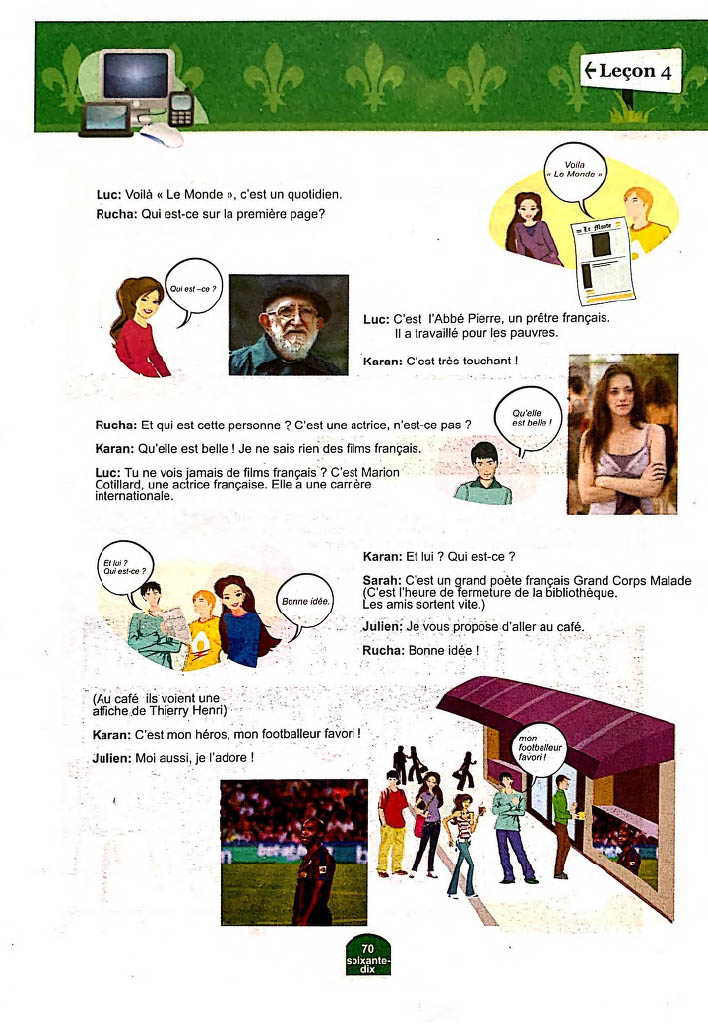 ←Leçon 4
Luc: Voilà « Le Monde », c'est un quotidien.
Rucha: Qui est-ce sur la première page?
Voila
« Le Monde »
Le Monde
Qui est –ce ?
Luc: C'est l'Abbé Pierre, un prêtre français.
Il a travaillé pour les pauvres.
Karan: C'est très touchant !
Rucha: Et qui est cette personne ? C'est une actrice, n'est-ce pas ?
Karan: Qu'elle est belle ! Je ne sais rien des films français.
Luc: Tu ne vois jamais de films français ? C'est Marion
Cotillard, une actrice française. Elle a une carrère
internationale.
Qu'elle
est belle !
Et lui ?
Qui est-ce ?
Bonne idée.
Karan: Et lui ? Qui est-ce ?
Sarah: C'est un grand poète français Grand Corps Malade
(C'est l'heure de fermeture de la bibliothèque.
Les amis sortent vite.)
Julien: Je vous propose d'aller au café.
Rucha: Bonne idée !
(Au café ils voient une
affiche de Thierry Henri)
Karan: C'est mon héros, mon footballeur favori !
Julien: Moi aussi, je l'adore !
mon
footballeur
favori !
70
soixante-
dix